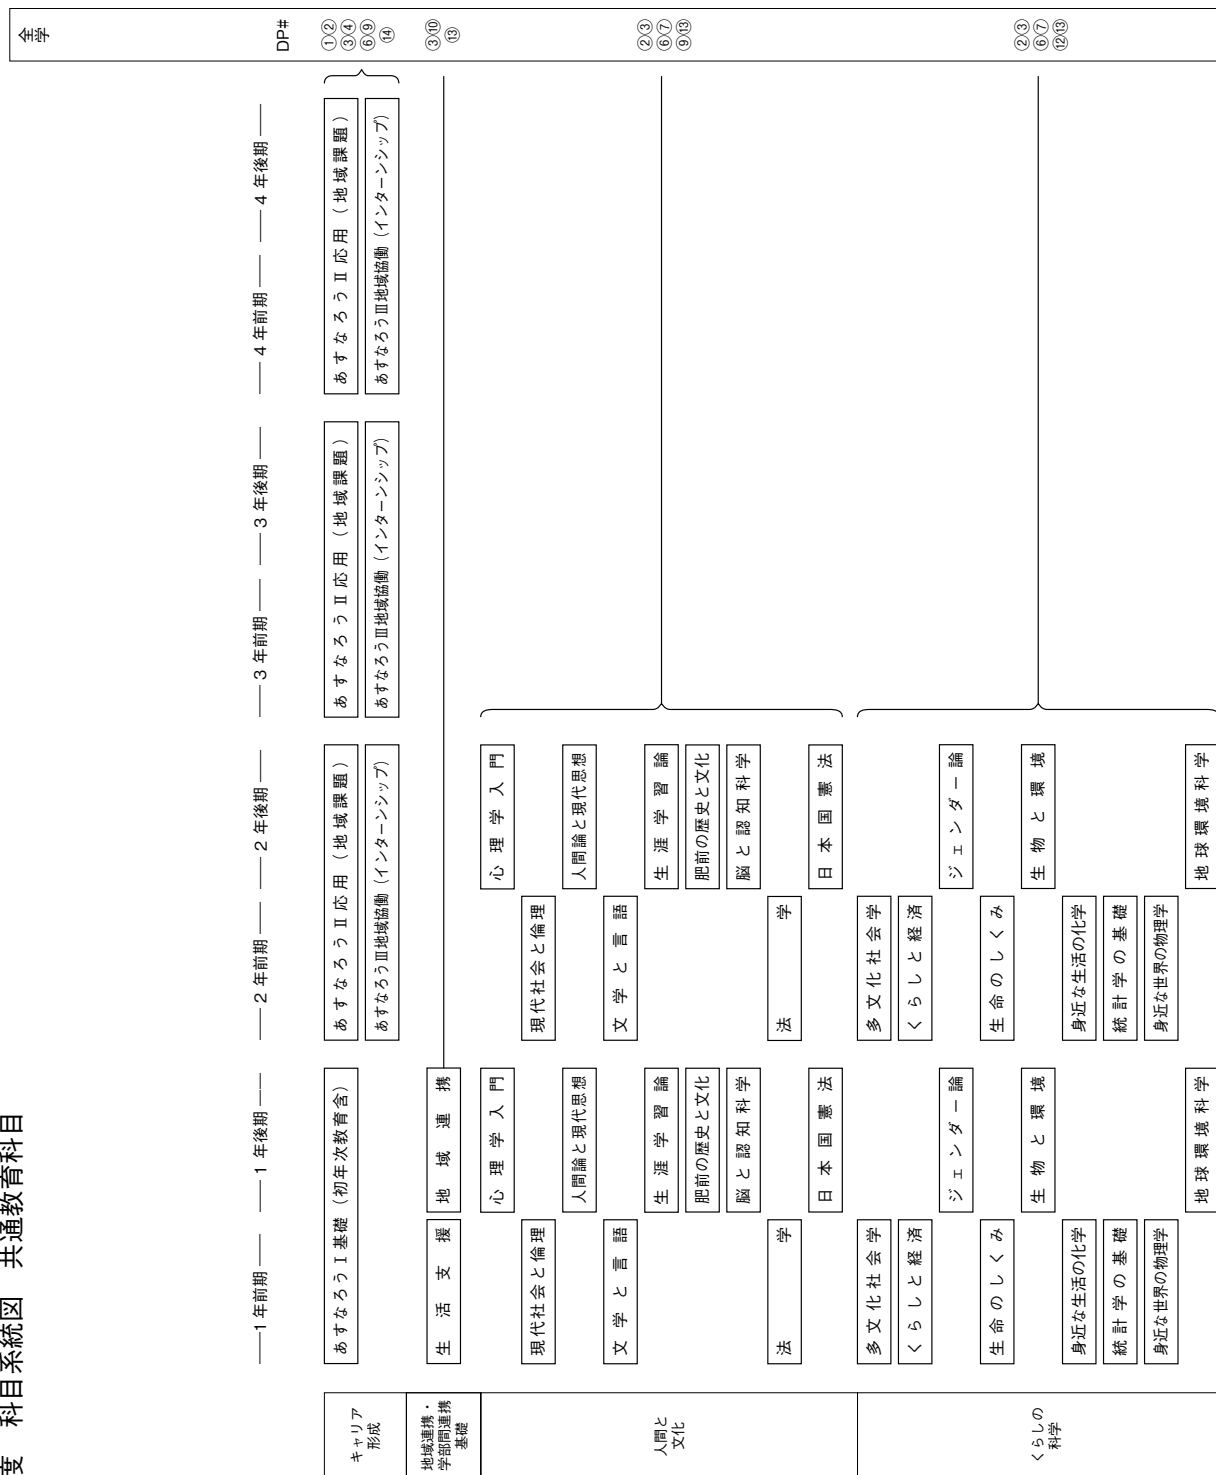 度　科目系統図　共通教育科目
1年前期
1年後期
2年前期
2年後期
3年前期
3年後期
4年前期
4年後期
DP#
全学
キャリア
形成
あすなろうⅠ基礎（初年次教育含）
あすなろうⅡ応用（地域課題）
あすなろうⅢ地域協働（インターンシップ）
あすなろうⅡ応用（地域課題）
あすなろうⅢ地域協働（インターンシップ）
あすなろうⅡ応用（地域課題）
あすなろうⅢ地域協働（インターンシップ）
①②
③④
⑥⑨
⑭
地域連携・
学部間連携
基礎
生活支援
地域連携
③⑩
⑬
人間と
文化
心理学入門
心理学入門
現代社会と倫理
現代社会と倫理
人間論と現代思想
人間論と現代思想
文学と言語
文学と言語
生涯学習論
生涯学習論
肥前の歴史と文化
肥前の歴史と文化
脳と認知科学
脳と認知科学
法学
法学
日本国憲法
日本国憲法
②③
⑥⑦
⑨⑬
くらしの
科学
多文化社会学
多文化社会学
くらしと経済
くらしと経済
ジェンダー論
ジェンダー論
生命のしくみ
生命のしくみ
生物と環境
生物と環境
身近な生活の化学
身近な生活の化学
統計学の基礎
統計学の基礎
身近な世界の物理学
身近な世界の物理学
地球環境科学
地球環境科学
②③
⑥⑦
⑫⑬